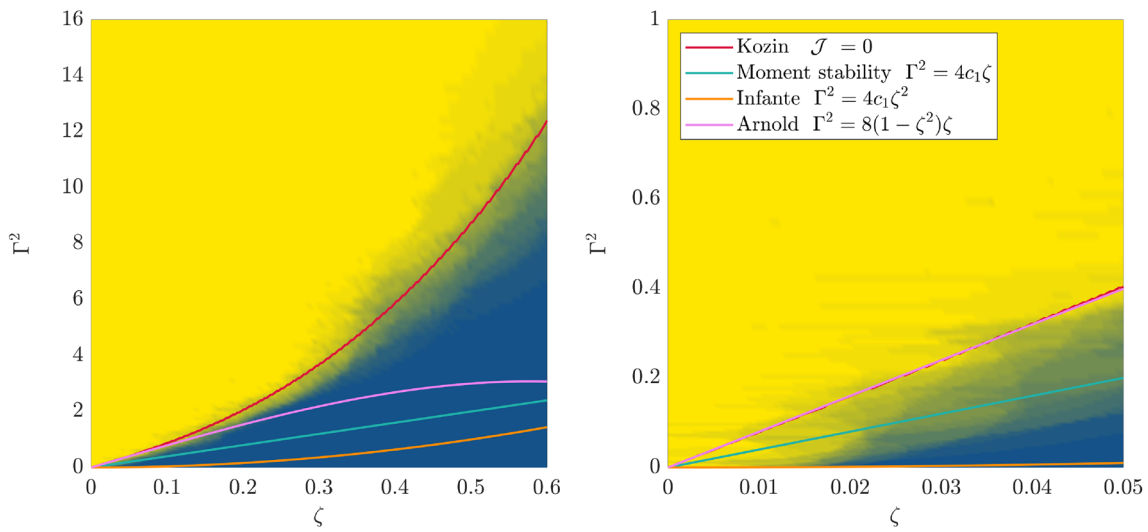 16
14
12
10
8
6
4
2
0
Γ²
0 0.1 0.2 0.3 0.4 0.5 0.6
ζ
1
0.8
0.6
0.4
0.2
0
Γ²
Kozin 𝒥 = 0
Moment stability Γ² = 4c₁ζ
Infante Γ² = 4c₁ζ²
Arnold Γ² = 8(1 − ζ²)ζ
0 0.01 0.02 0.03 0.04 0.05
ζ